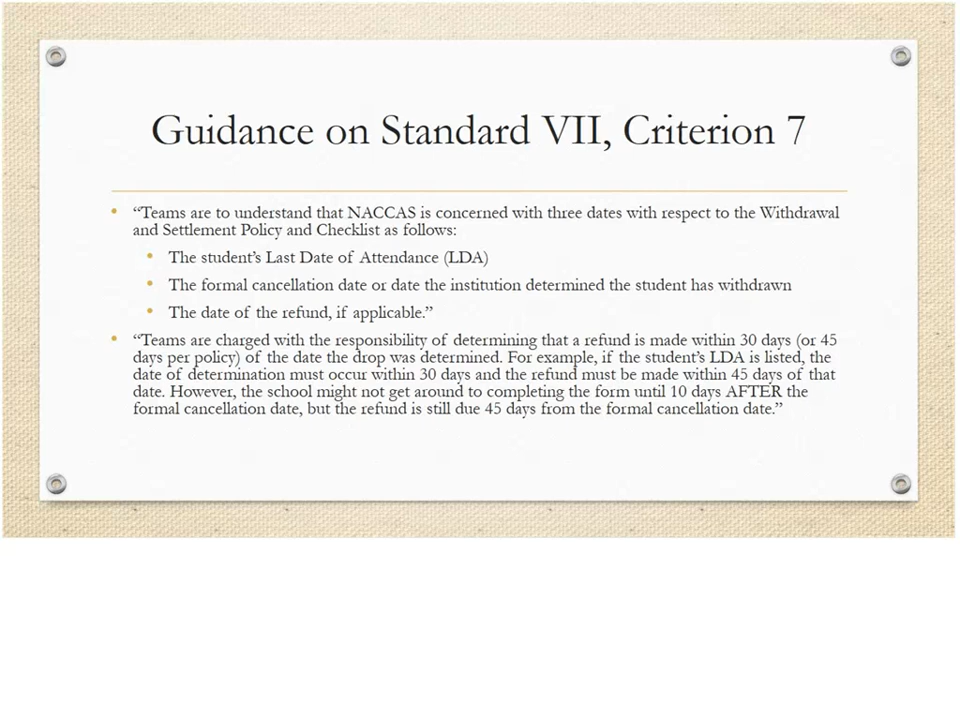 Guidance on Standard VII, Criterion 7
• “Teams are to understand that NACCAS is concerned with three dates with respect to the Withdrawal
and Settlement Policy and Checklist as follows:
• The student’s Last Date of Attendance (LDA)
• The formal cancellation date or date the institution determined the student has withdrawn
• The date of the refund, if applicable.”
• “Teams are charged with the responsibility of determining that a refund is made within 30 days (or 45
days per policy) of the date the drop was determined. For example, if the student’s LDA is listed, the
date of determination must occur within 30 days and the refund must be made within 45 days of that
date. However, the school might not get around to completing the form until 10 days AFTER the
formal cancellation date, but the refund is still due 45 days from the formal cancellation date.”